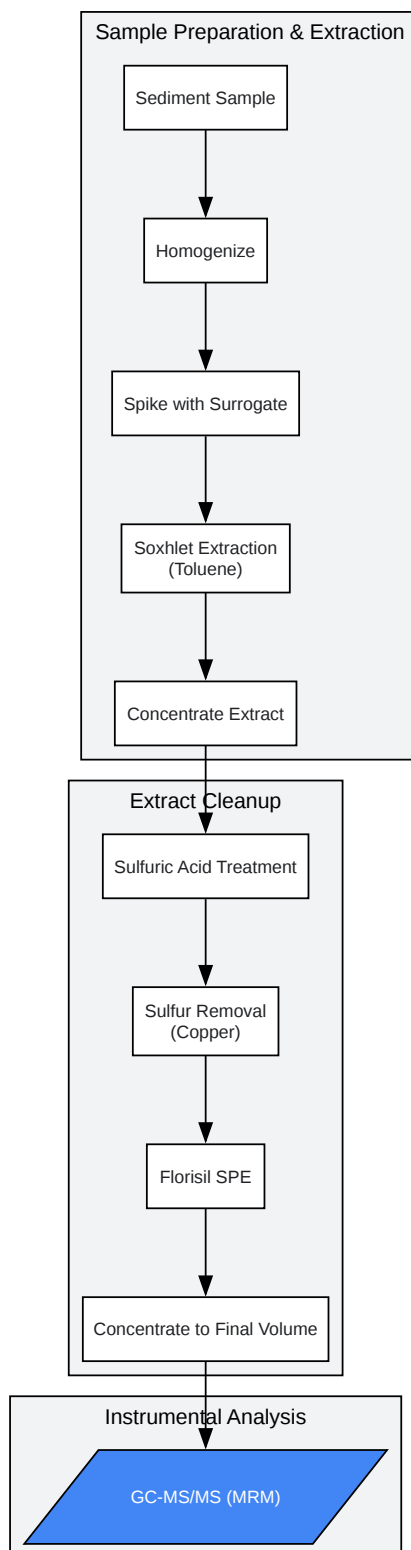 Sample Preparation & Extraction
Sediment Sample
Homogenize
Spike with Surrogate
Soxhlet Extraction
(Toluene)
Concentrate Extract
Extract Cleanup
Sulfuric Acid Treatment
Sulfur Removal
(Copper)
Florisil SPE
Concentrate to Final Volume
Instrumental Analysis
GC-MS/MS (MRM)